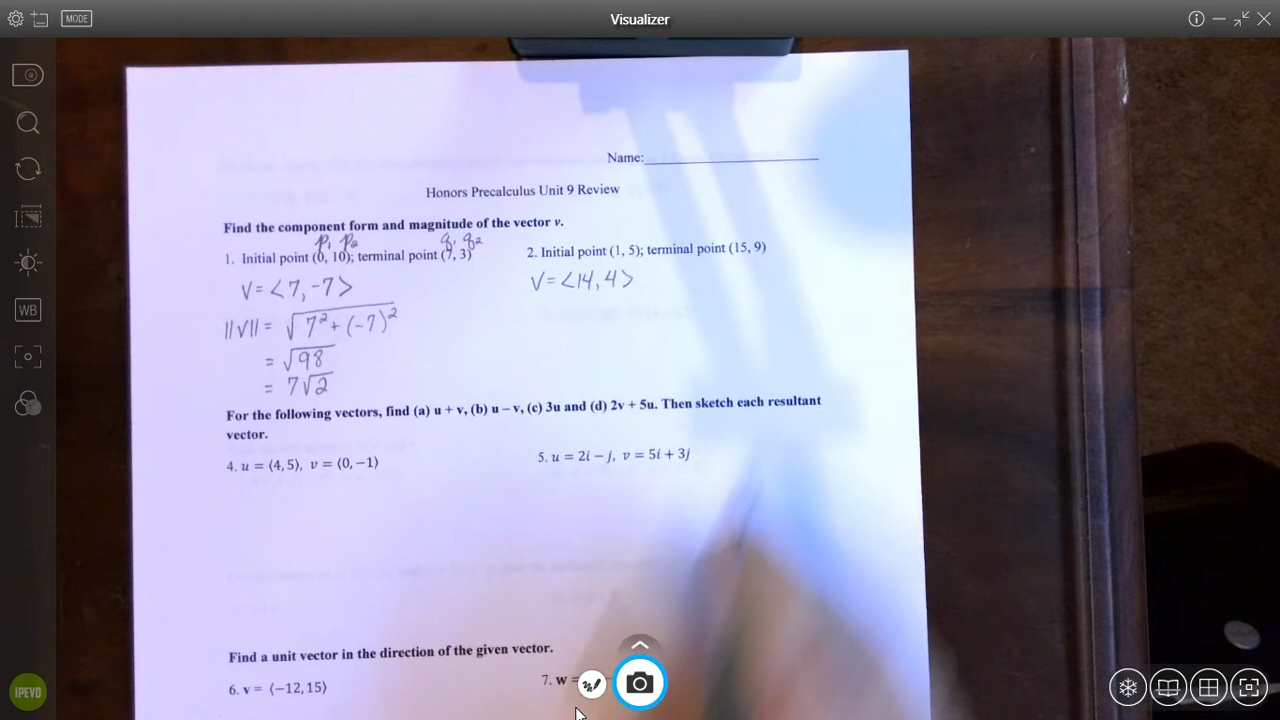 MODE
Visualizer
Name:
Honors Precalculus Unit 9 Review
Find the component form and magnitude of the vector v.
p₁ p₂ q₁ q₂
1. Initial point (0, 10); terminal point (7, 3)
2. Initial point (1, 5); terminal point (15, 9)
V = <7, -7>
V = <14, 4>
||V|| = √7² + (-7)²
= √98
= 7√2
WB
For the following vectors, find (a) u + v, (b) u – v, (c) 3u and (d) 2v + 5u. Then sketch each resultant
vector.
4. u = ⟨4, 5⟩, v = ⟨0, −1⟩
5. u = 2i − j, v = 5i + 3j
Find a unit vector in the direction of the given vector.
6. v = ⟨−12, 15⟩
7. w =
IPEVO